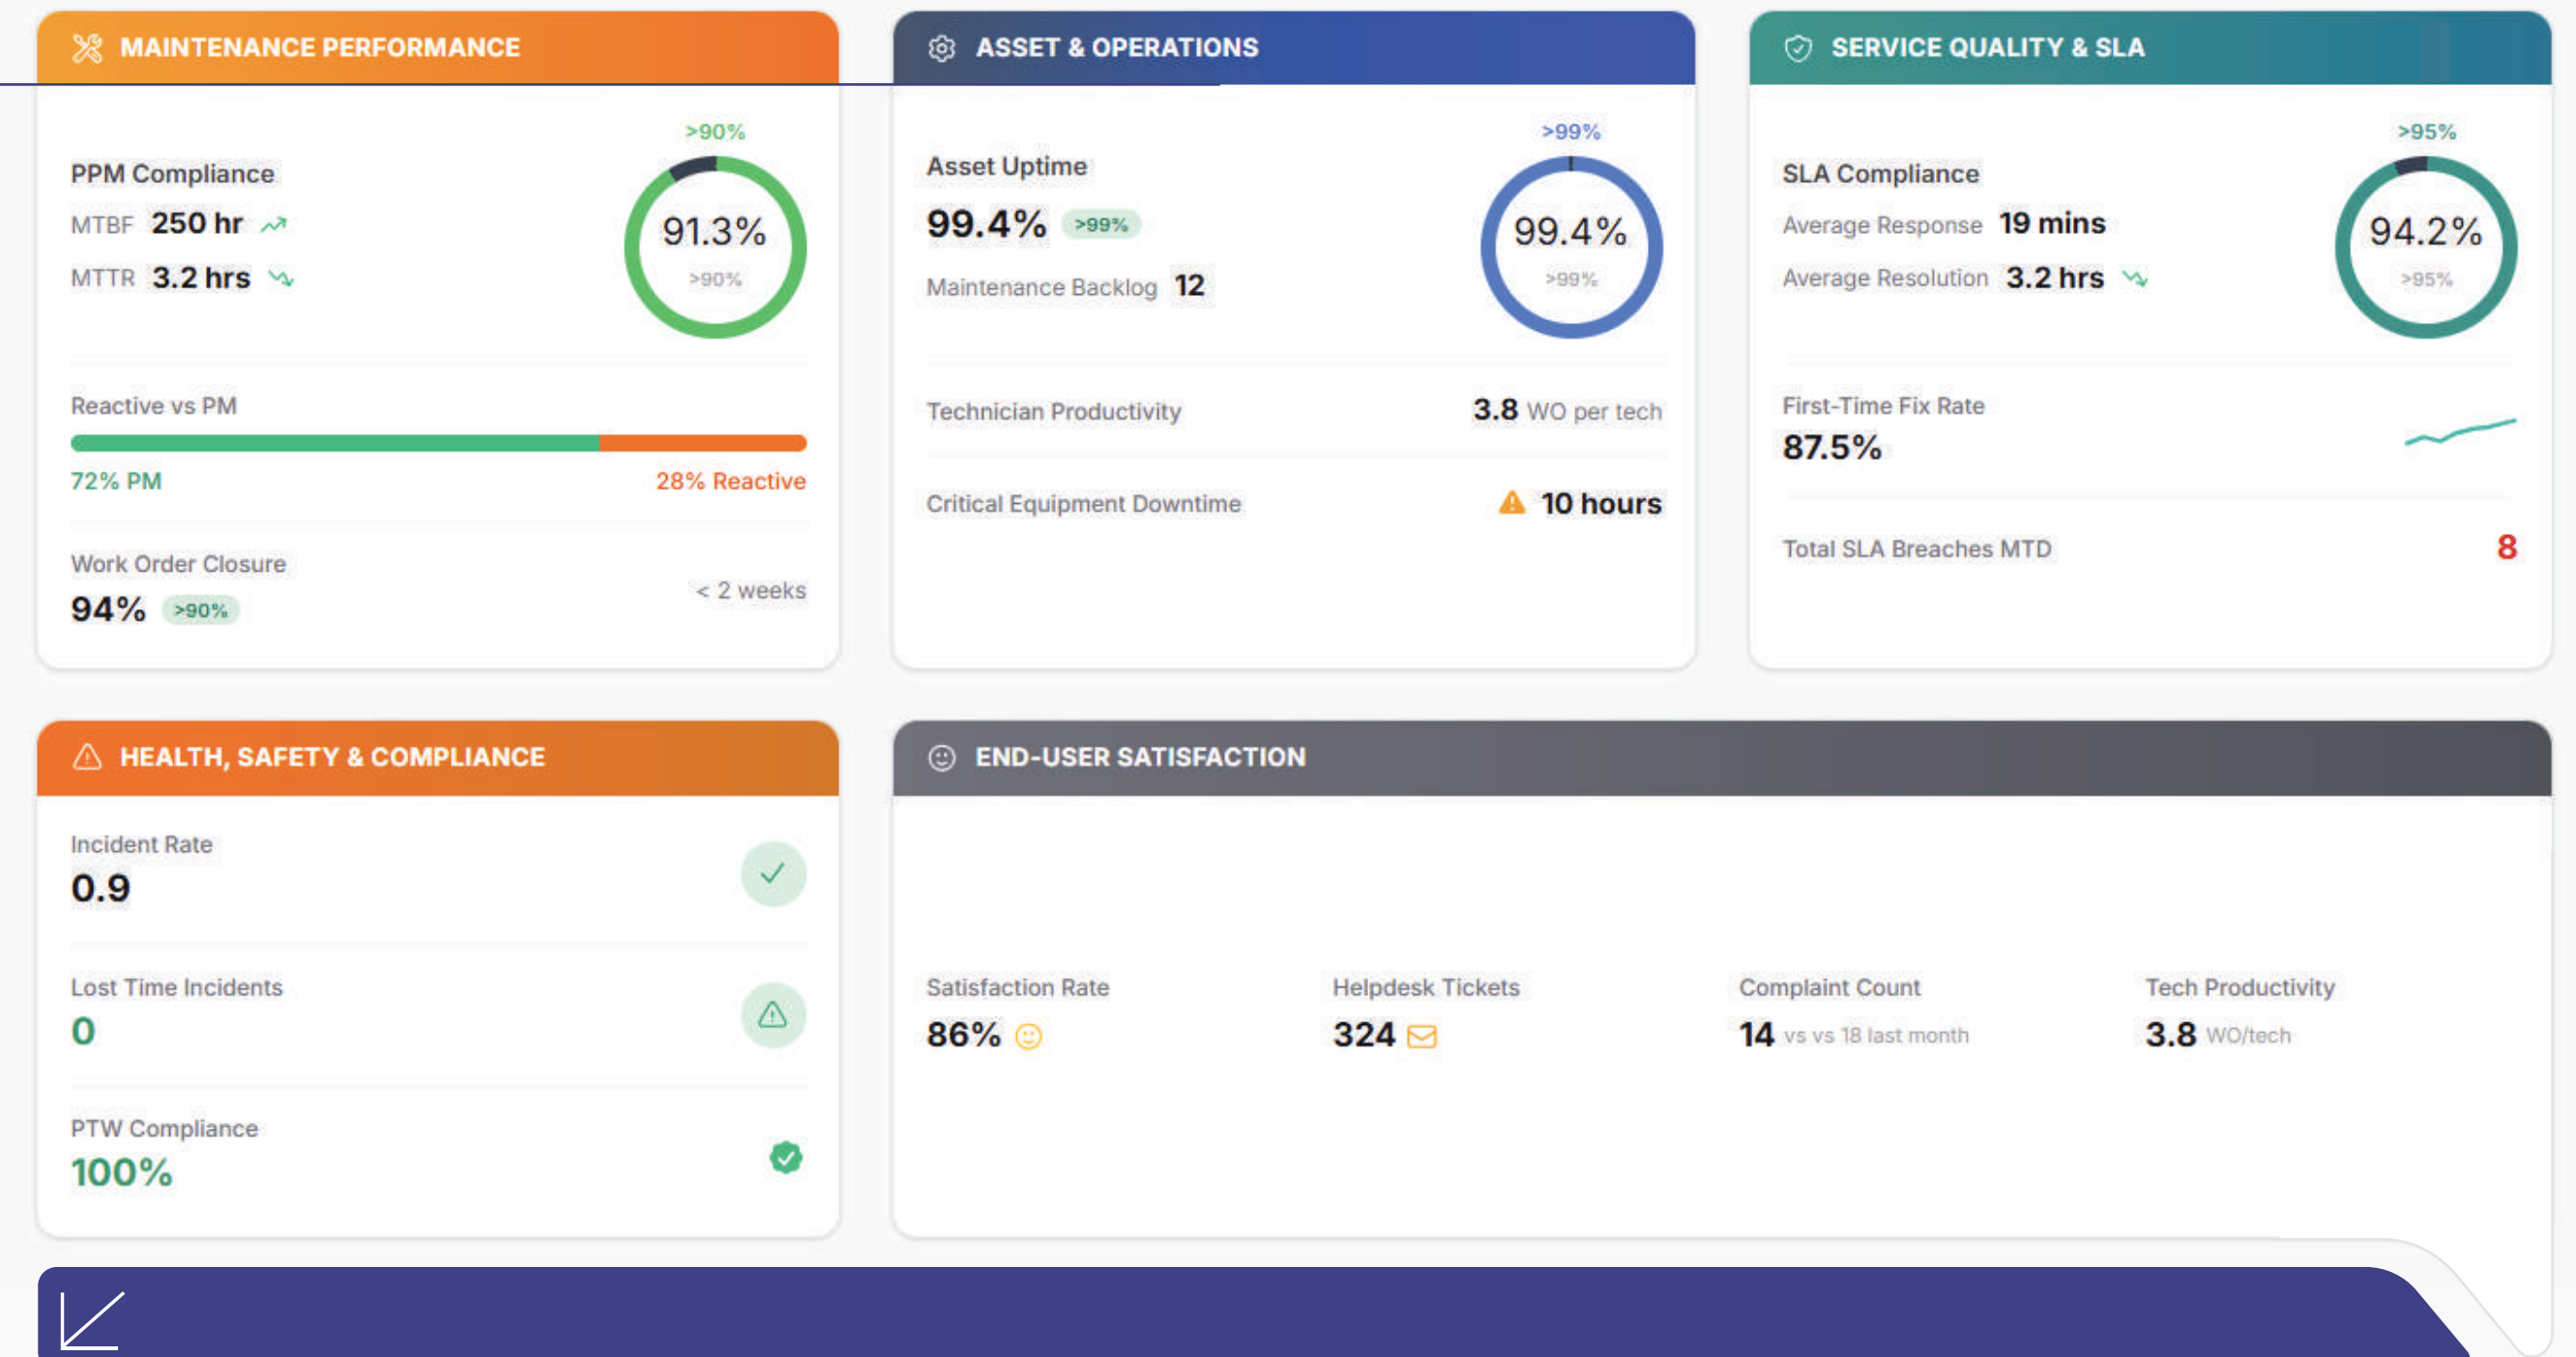 MAINTENANCE PERFORMANCE
PPM Compliance
MTBF 250 hr
MTTR 3.2 hrs
>90%
91.3%
>90%
Reactive vs PM
72% PM 28% Reactive
Work Order Closure
94% >90%
< 2 weeks
ASSET & OPERATIONS
Asset Uptime
99.4% >99%
Maintenance Backlog 12
>99%
99.4%
>99%
Technician Productivity 3.8 WO per tech
Critical Equipment Downtime 10 hours
SERVICE QUALITY & SLA
SLA Compliance
Average Response 19 mins
Average Resolution 3.2 hrs
>95%
94.2%
>95%
First-Time Fix Rate
87.5%
Total SLA Breaches MTD 8
HEALTH, SAFETY & COMPLIANCE
Incident Rate
0.9
Lost Time Incidents
0
PTW Compliance
100%
END-USER SATISFACTION
Satisfaction Rate
86%
Helpdesk Tickets
324
Complaint Count
14 vs vs 18 last month
Tech Productivity
3.8 WO/tech